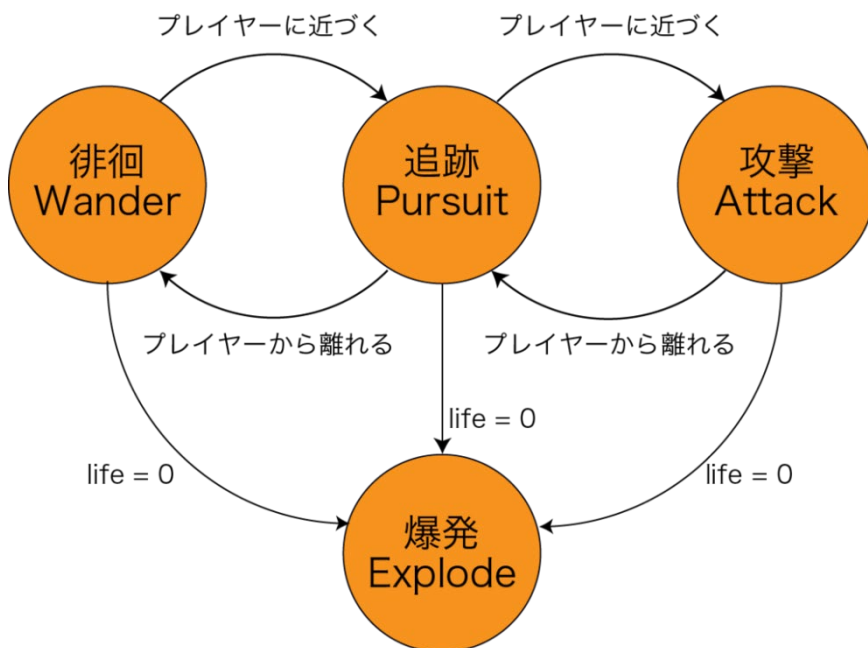 プレイヤーに近づく
プレイヤーに近づく
徘徊
Wander
追跡
Pursuit
攻撃
Attack
プレイヤーから離れる
プレイヤーから離れる
life = 0
life = 0
life = 0
爆発
Explode